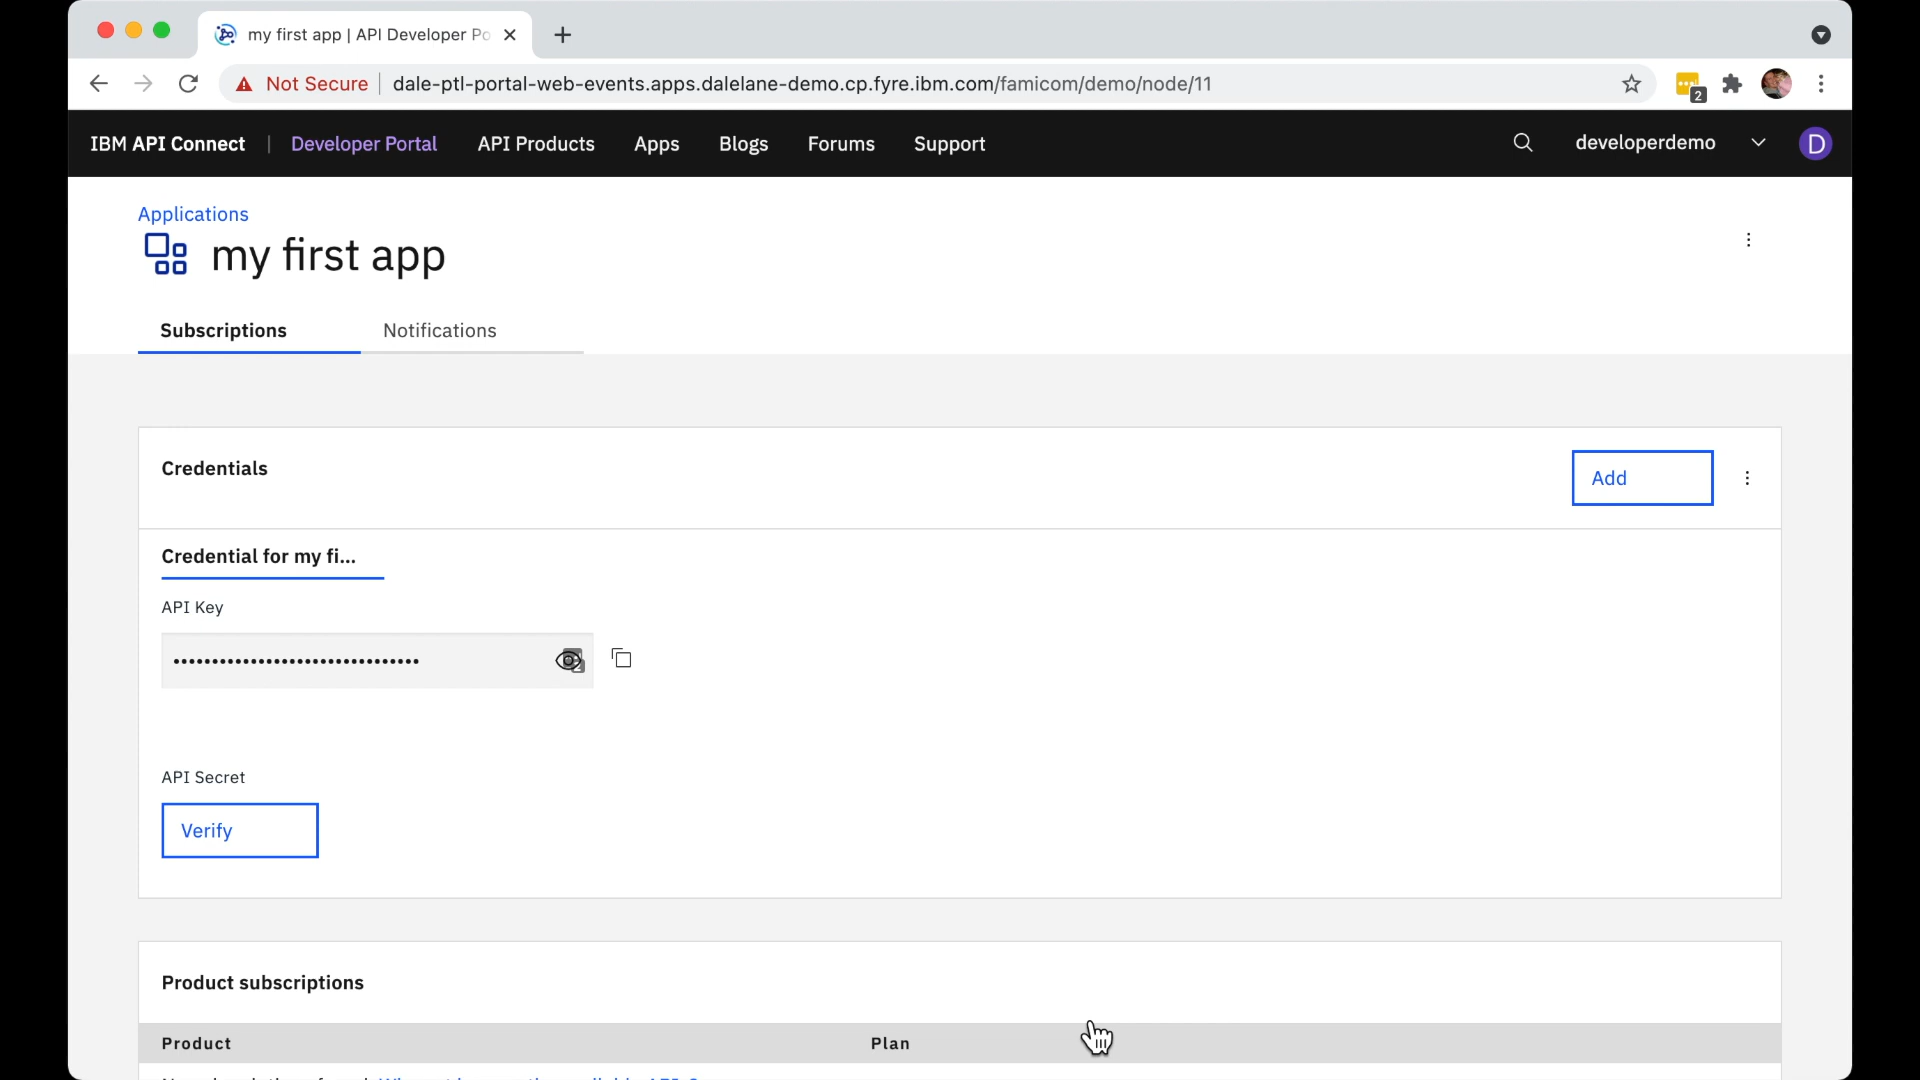 my first app | API Developer Po
Not Secure
dale-ptl-portal-web-events.apps.dalelane-demo.cp.fyre.ibm.com/famicom/demo/node/11
2
IBM API Connect | Developer Portal API Products Apps Blogs Forums Support developerdemo D
Applications
my first app
Subscriptions Notifications
Credentials
Add
Credential for my fi...
API Key
••••••••••••••••••••••••••••••••
API Secret
Verify
Product subscriptions
Product Plan